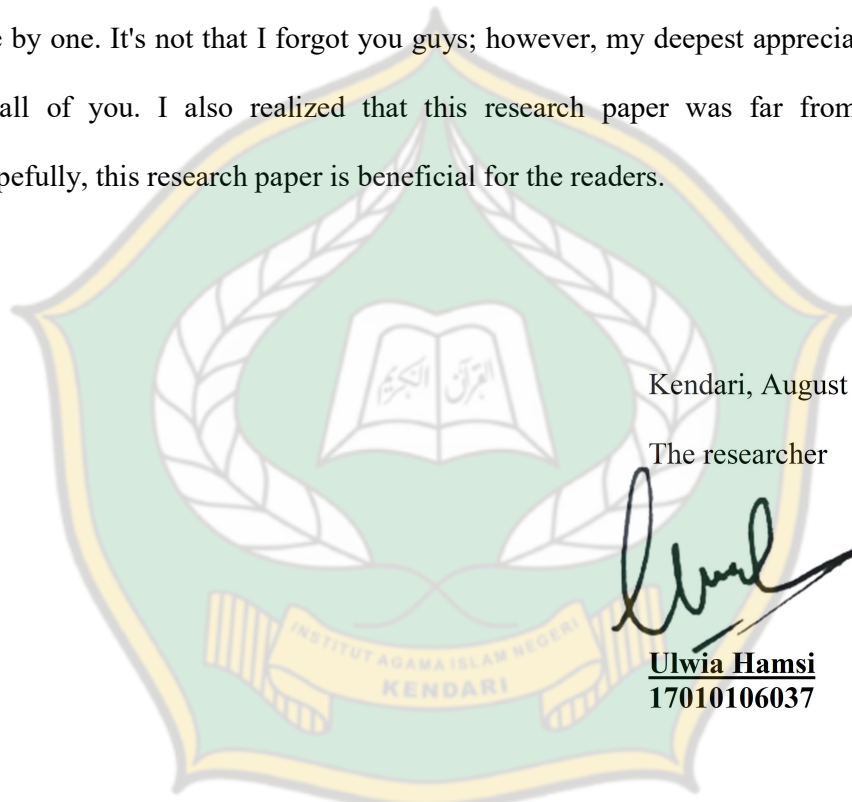 e by one. It's not that I forgot you guys; however, my deepest apprecia
all of you. I also realized that this research paper was far from
pefully, this research paper is beneficial for the readers.
القرآن الكريم
Kendari, August
The researcher
INSTITUT AGAMA ISLAM NEGERI
KENDARI
Ulwia Hamsi
17010106037